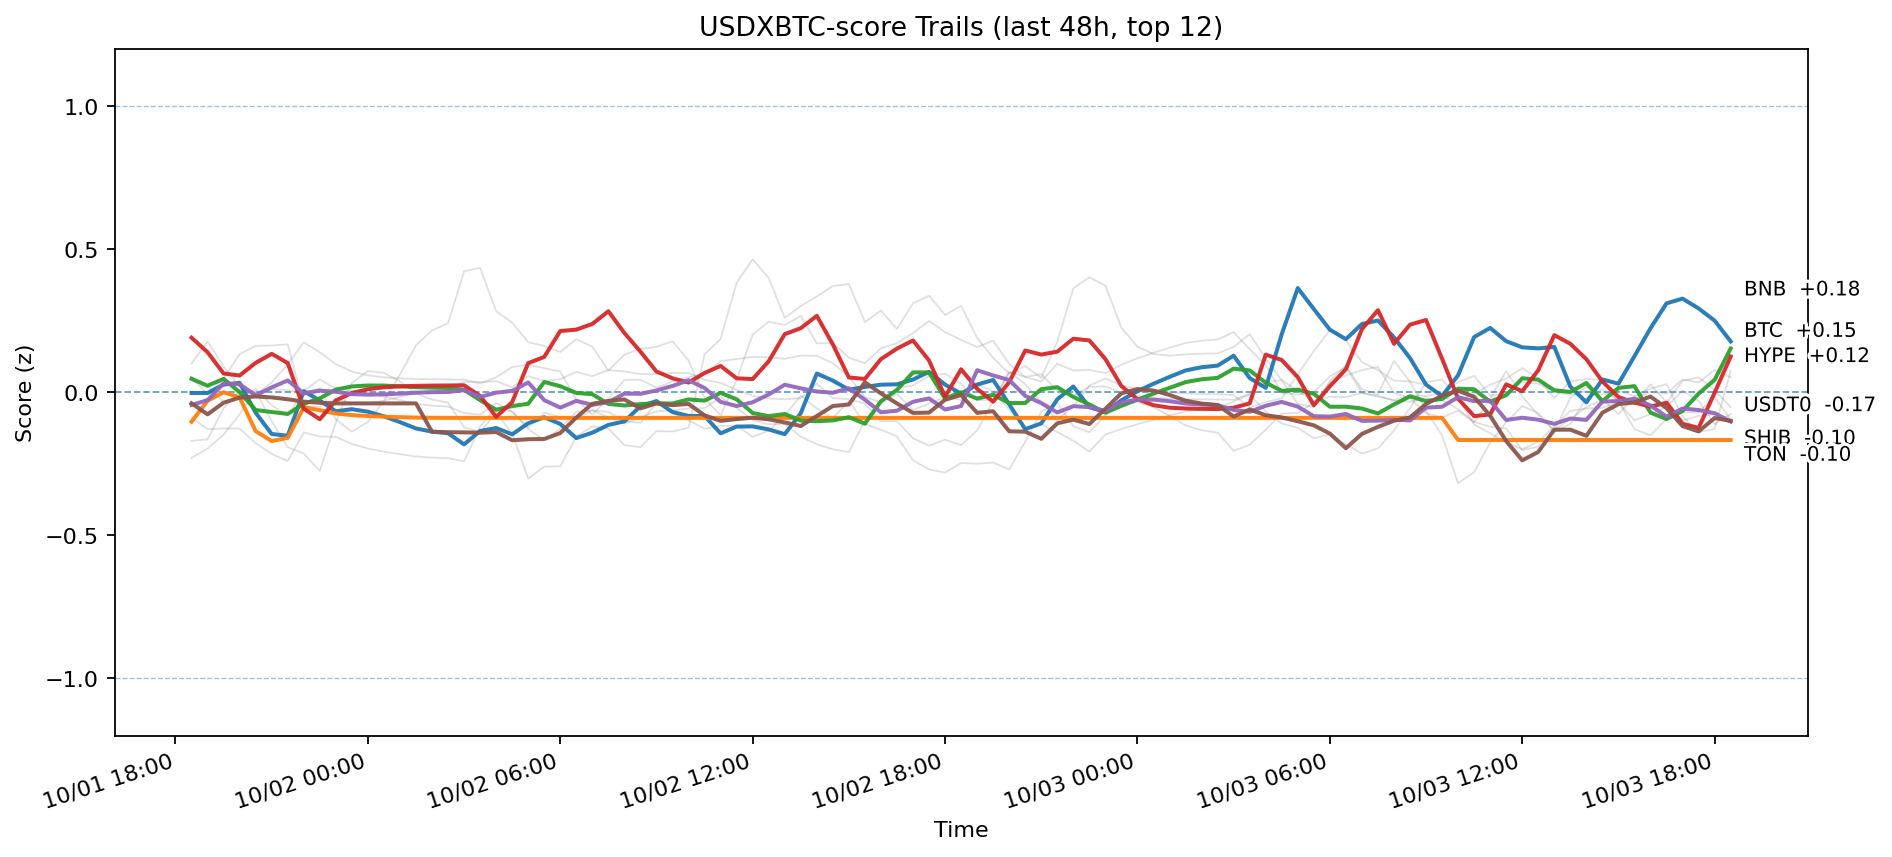 USDXBTC-score Trails (last 48h, top 12)
Score (z)
1.0
0.5
0.0
−0.5
−1.0
BNB +0.18
BTC +0.15
HYPE +0.12
USDT0 -0.17
SHIB -0.10
TON -0.10
10/01 18:00
10/02 00:00
10/02 06:00
10/02 12:00
10/02 18:00
10/03 00:00
10/03 06:00
10/03 12:00
10/03 18:00
Time